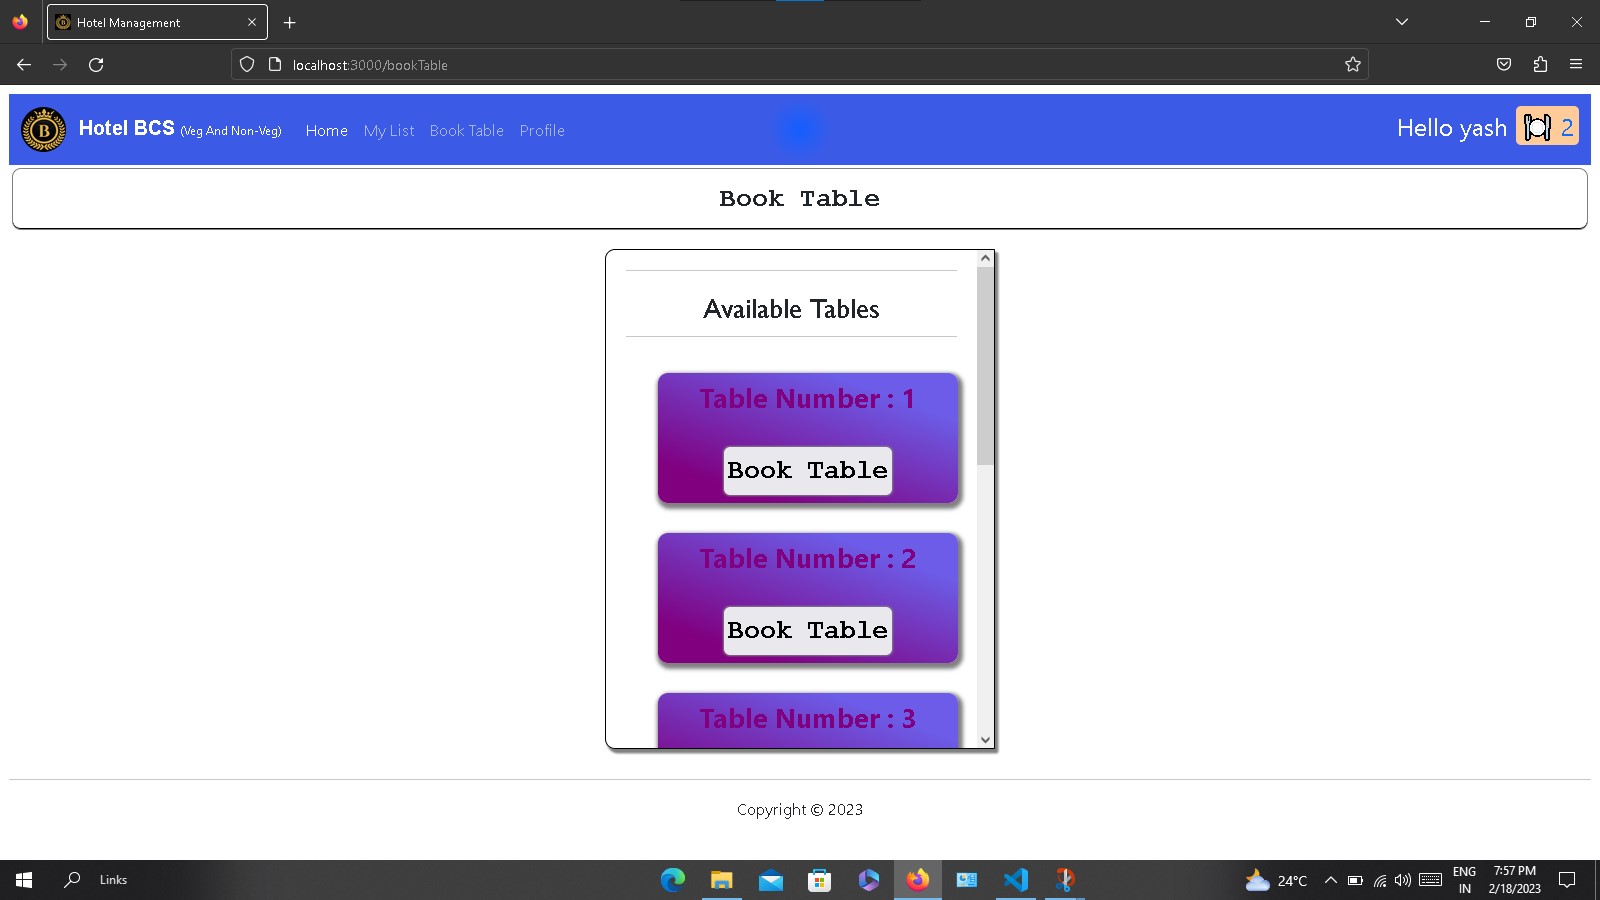 Hotel Management
localhost:3000/bookTable
Hotel BCS (Veg And Non-Veg) Home My List Book Table Profile Hello yash 2
Book Table
Available Tables
Table Number : 1
Book Table
Table Number : 2
Book Table
Table Number : 3
Copyright © 2023
Links 24°C ENG IN 7:57 PM 2/18/2023